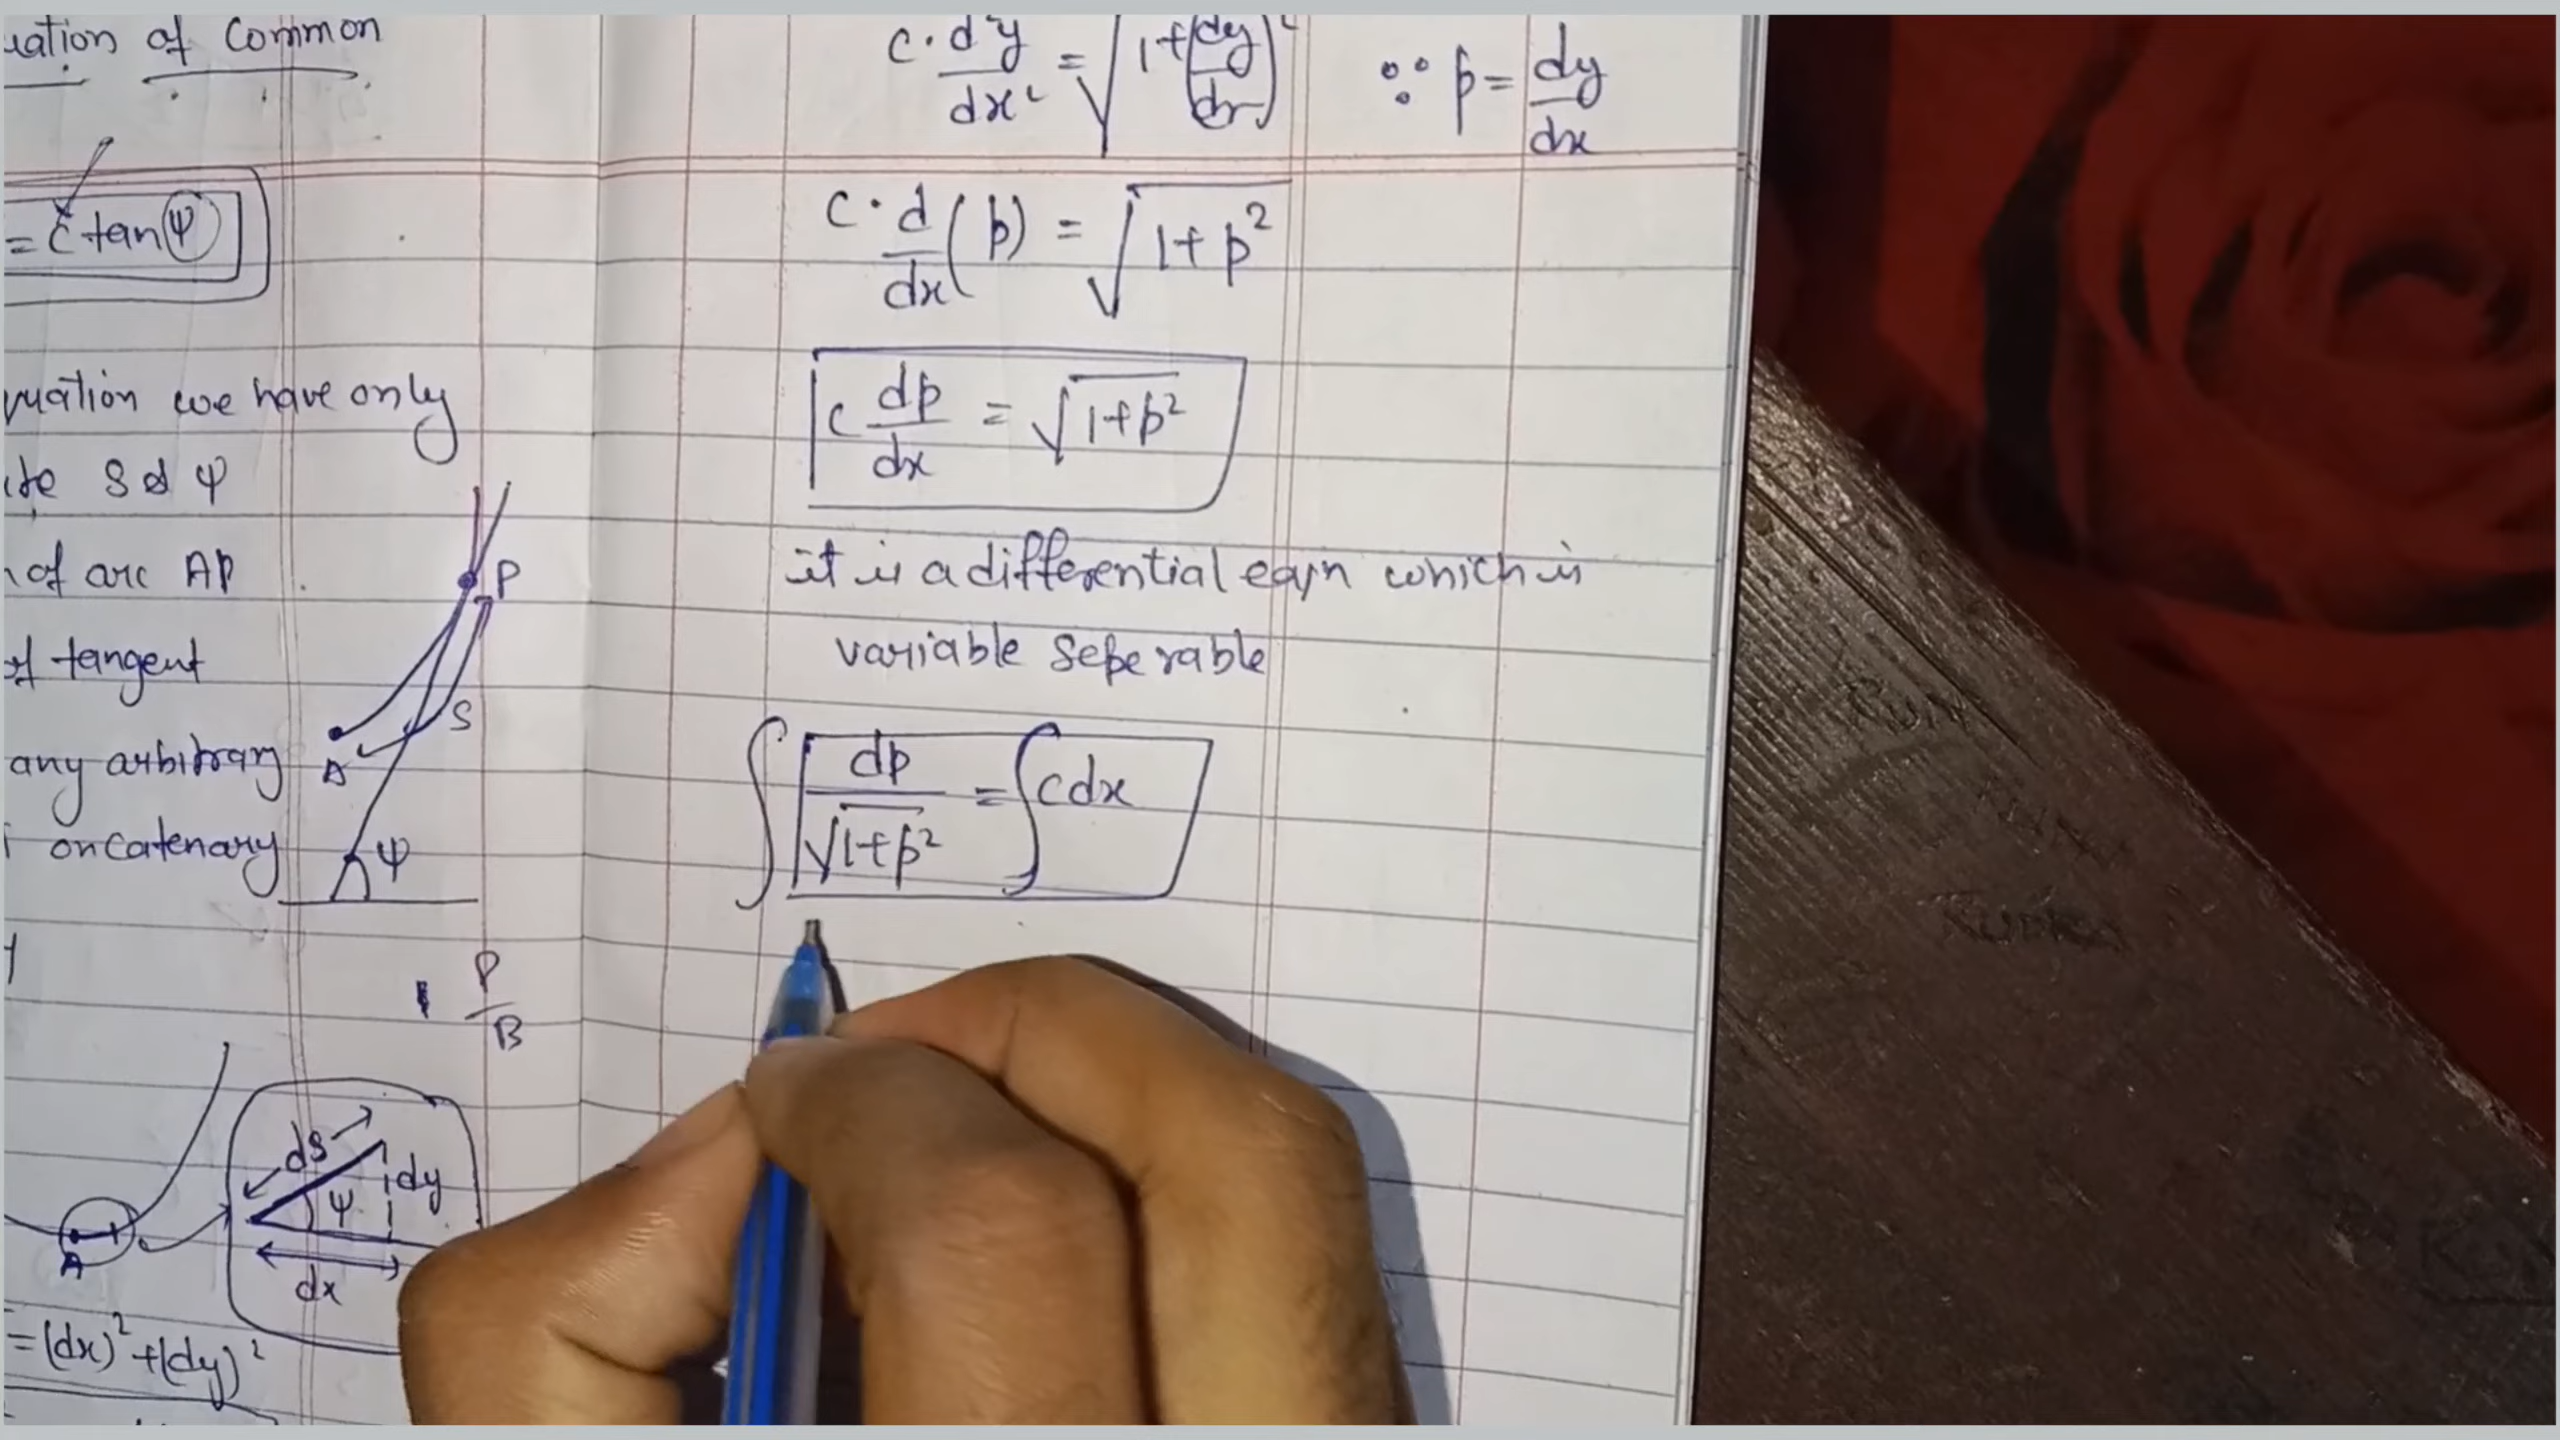 uation of Common
= c tan ψ
quation we have only
ate S & ψ
of arc AP
of tangent
any arbitrary
on catenary
P
S
A
ψ
P
B
dS
dy
ψ
dx
A
= (dx)² + (dy)²
c · d²y/dx² = √(1+(dy/dx)²) ∵ p = dy/dx
c · d/dx (p) = √(1+p²)
c dp/dx = √(1+p²)
it is a differential eqn which is
variable seperable
∫ dp/√(1+p²) = ∫ c dx